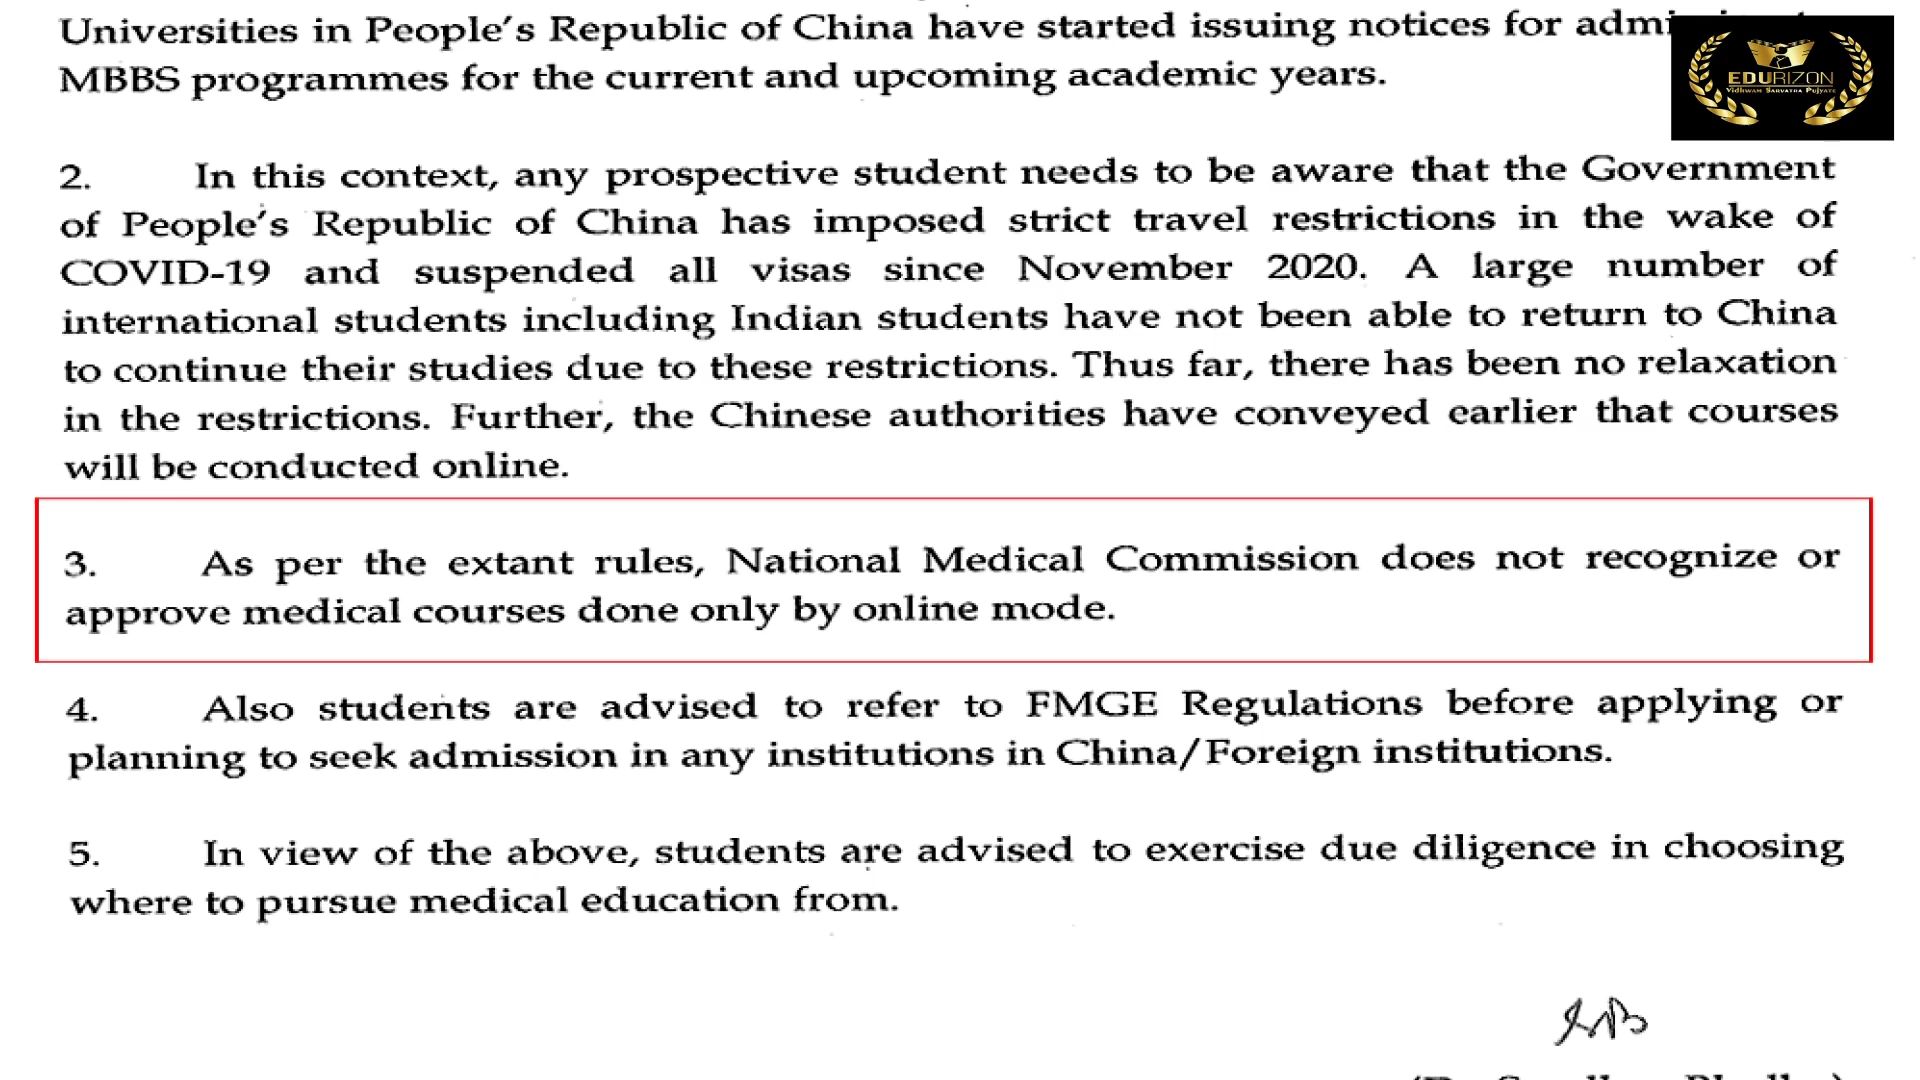 Universities in People's Republic of China have started issuing notices for
MBBS programmes for the current and upcoming academic years.
EDURIZON
Vidhwam Sarvatra Pujyate
2. In this context, any prospective student needs to be aware that the Government
of People's Republic of China has imposed strict travel restrictions in the wake of
COVID-19 and suspended all visas since November 2020. A large number of
international students including Indian students have not been able to return to China
to continue their studies due to these restrictions. Thus far, there has been no relaxation
in the restrictions. Further, the Chinese authorities have conveyed earlier that courses
will be conducted online.
3. As per the extant rules, National Medical Commission does not recognize or
approve medical courses done only by online mode.
4. Also students are advised to refer to FMGE Regulations before applying or
planning to seek admission in any institutions in China/Foreign institutions.
5. In view of the above, students are advised to exercise due diligence in choosing
where to pursue medical education from.